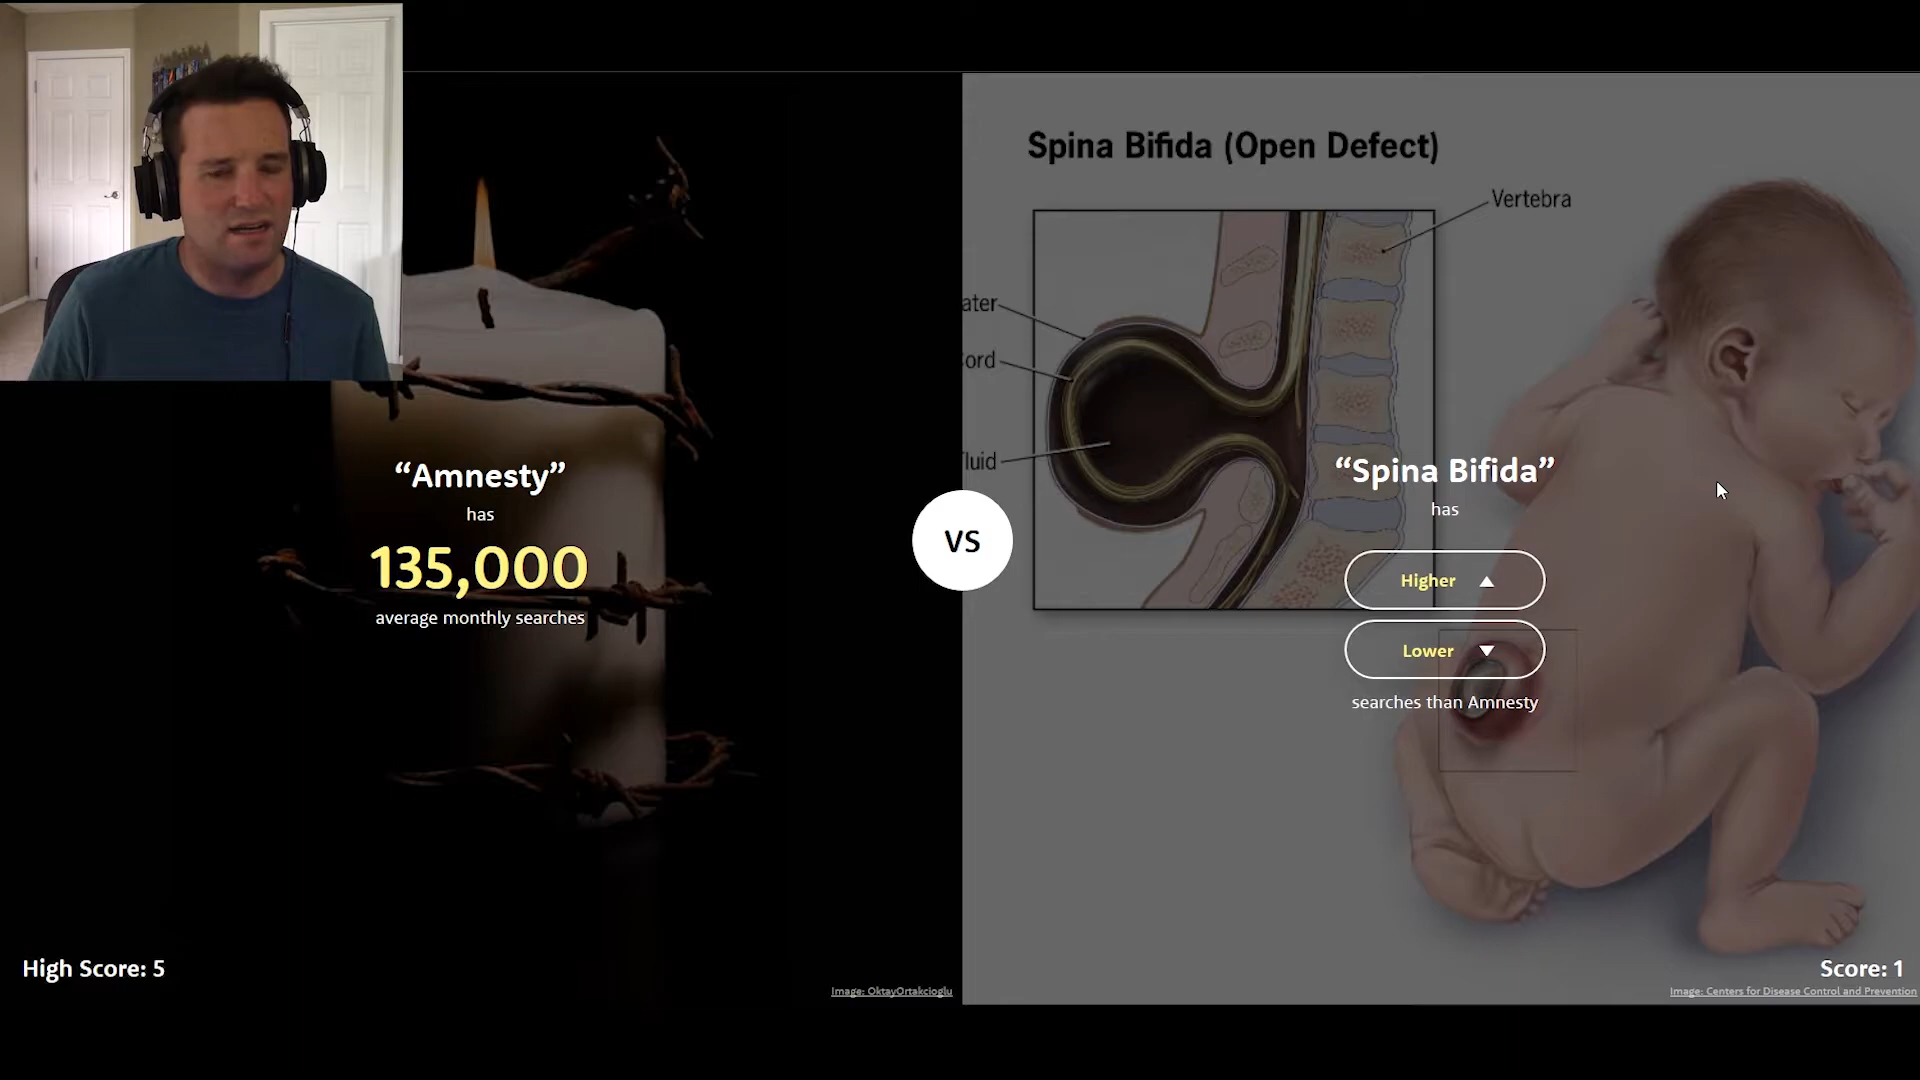 Spina Bifida (Open Defect)
Vertebra
ater
ord
luid
“Amnesty”
has
135,000
average monthly searches
VS
“Spina Bifida”
has
Higher
Lower
searches than Amnesty
High Score: 5
Score: 1
Image: OktayOrtakcioglu
Image: Centers for Disease Control and Prevention